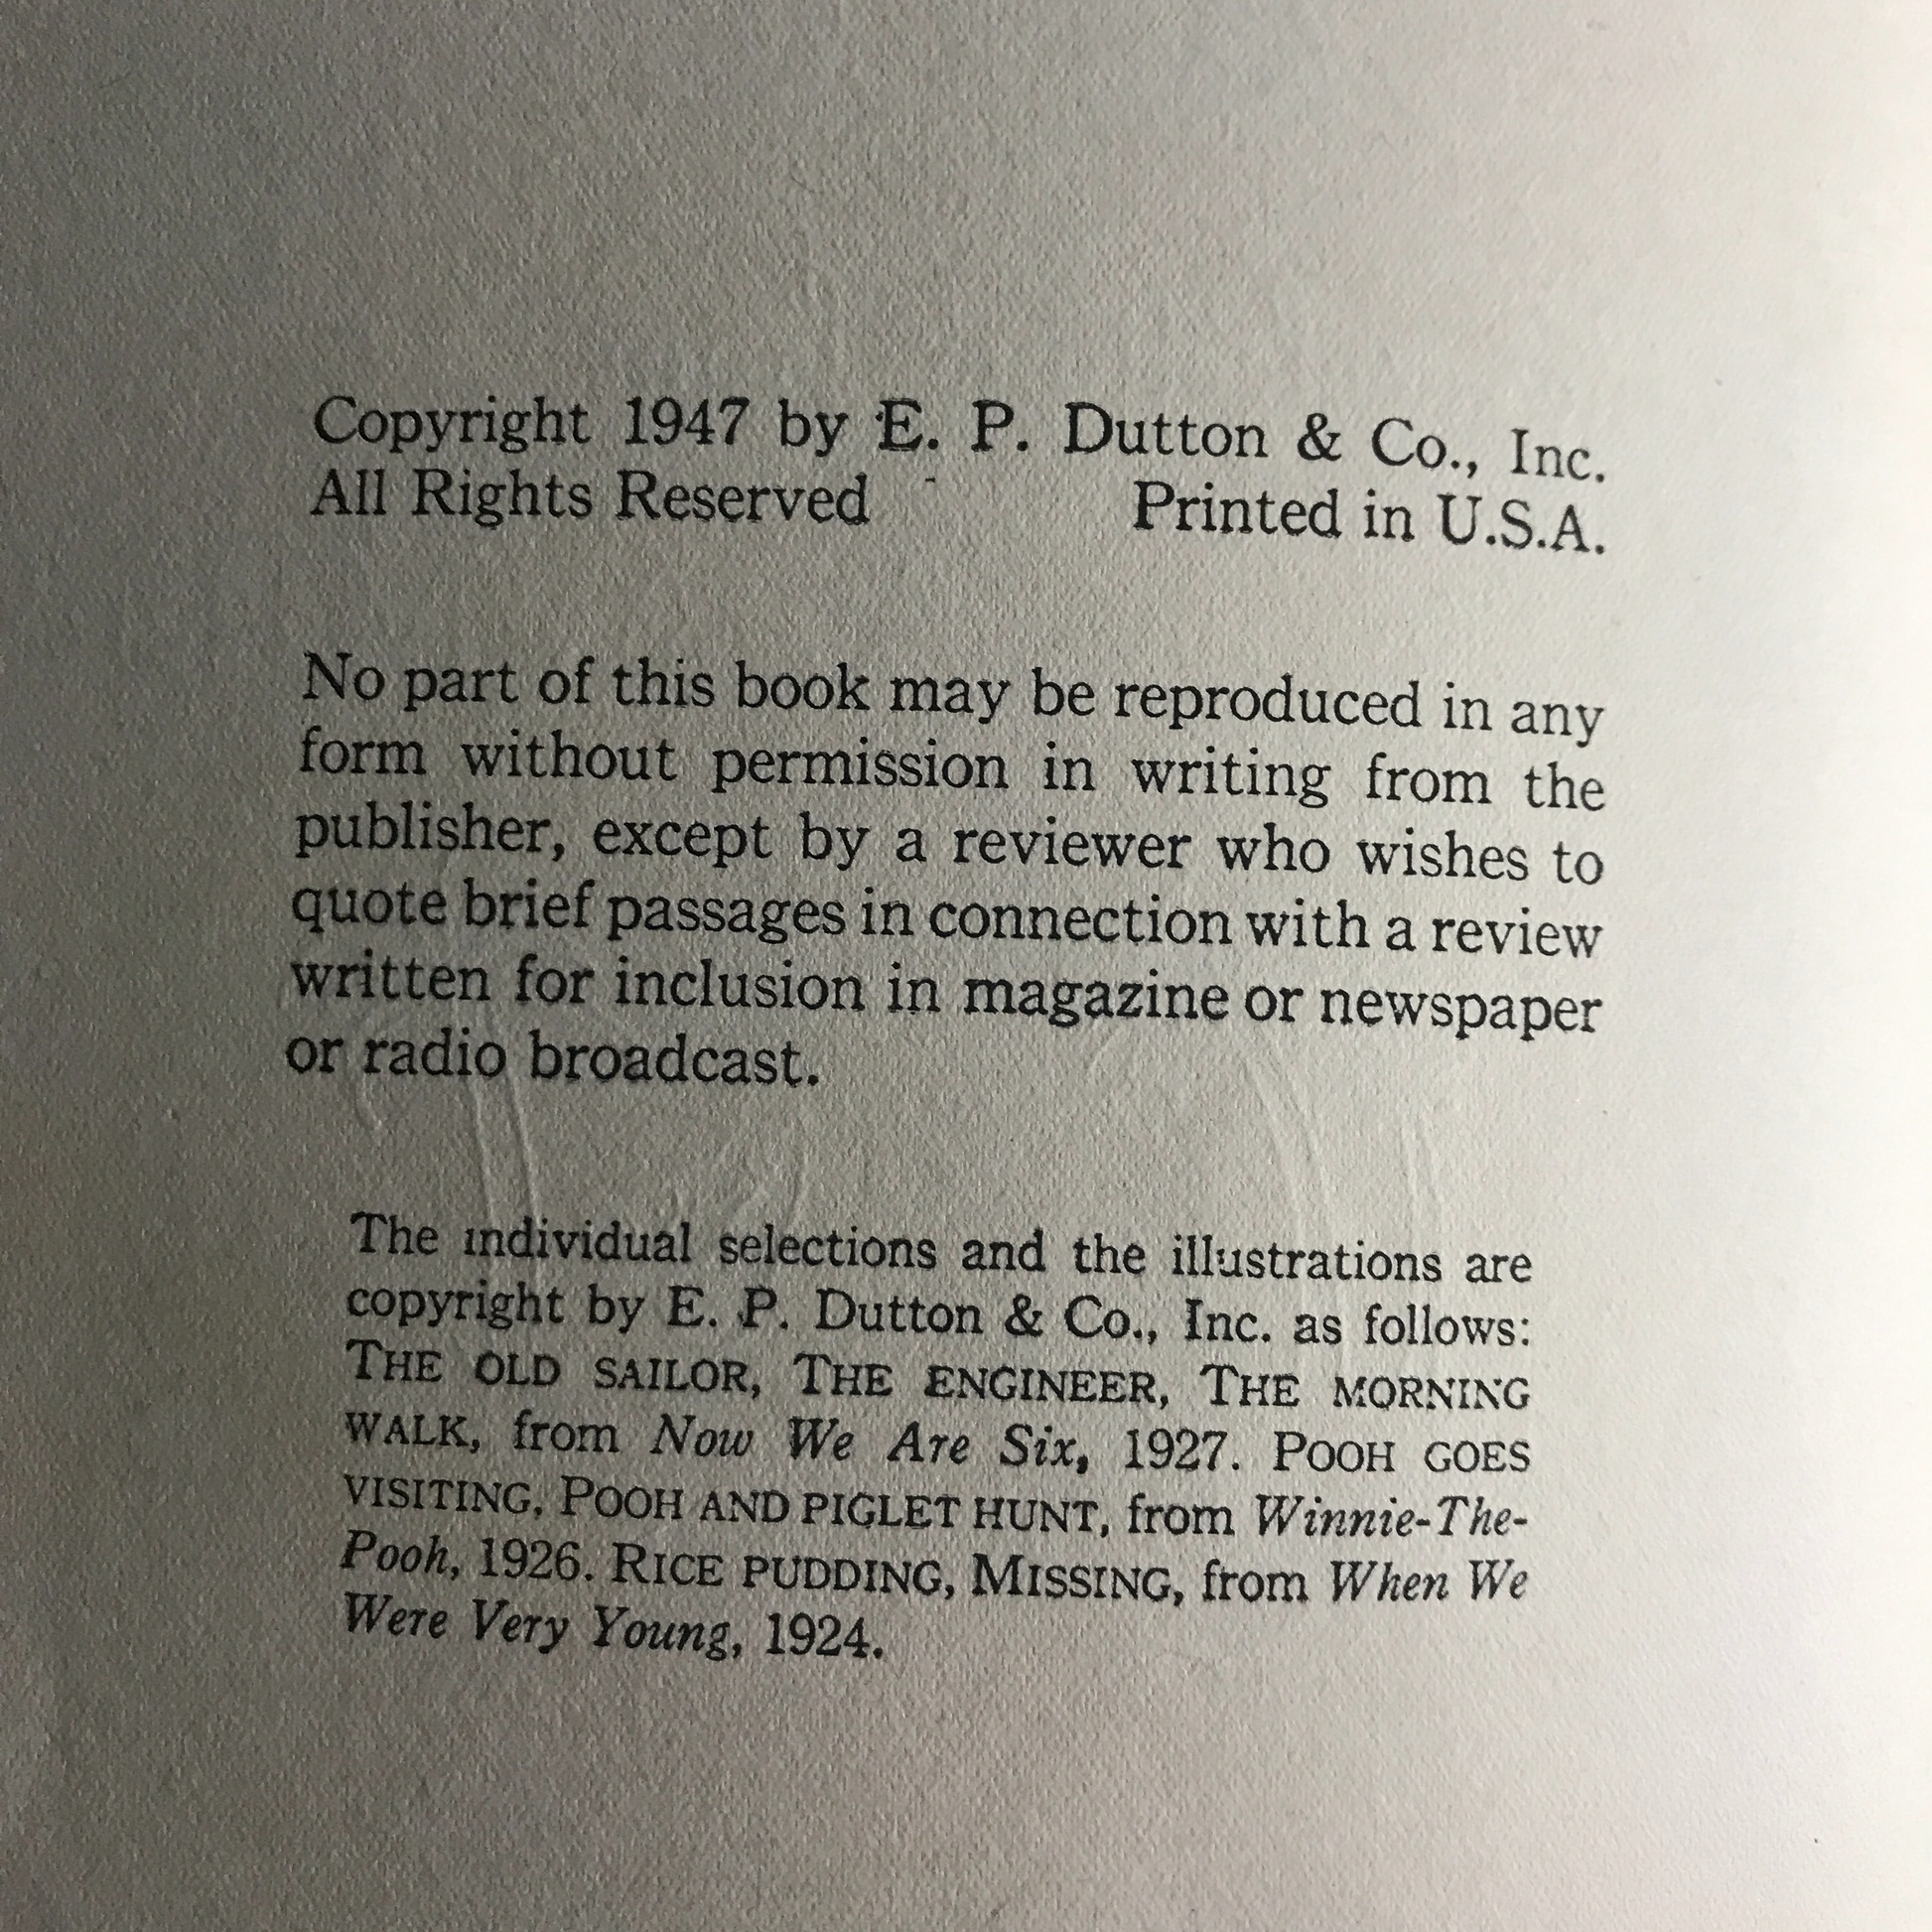 Copyright 1947 by E. P. Dutton & Co., Inc.
All Rights Reserved Printed in U.S.A.
No part of this book may be reproduced in any
form without permission in writing from the
publisher, except by a reviewer who wishes to
quote brief passages in connection with a review
written for inclusion in magazine or newspaper
or radio broadcast.
The individual selections and the illustrations are
copyright by E. P. Dutton & Co., Inc. as follows:
THE OLD SAILOR, THE ENGINEER, THE MORNING
WALK, from Now We Are Six, 1927. POOH GOES
VISITING, POOH AND PIGLET HUNT, from Winnie-The-
Pooh, 1926. RICE PUDDING, MISSING, from When We
Were Very Young, 1924.